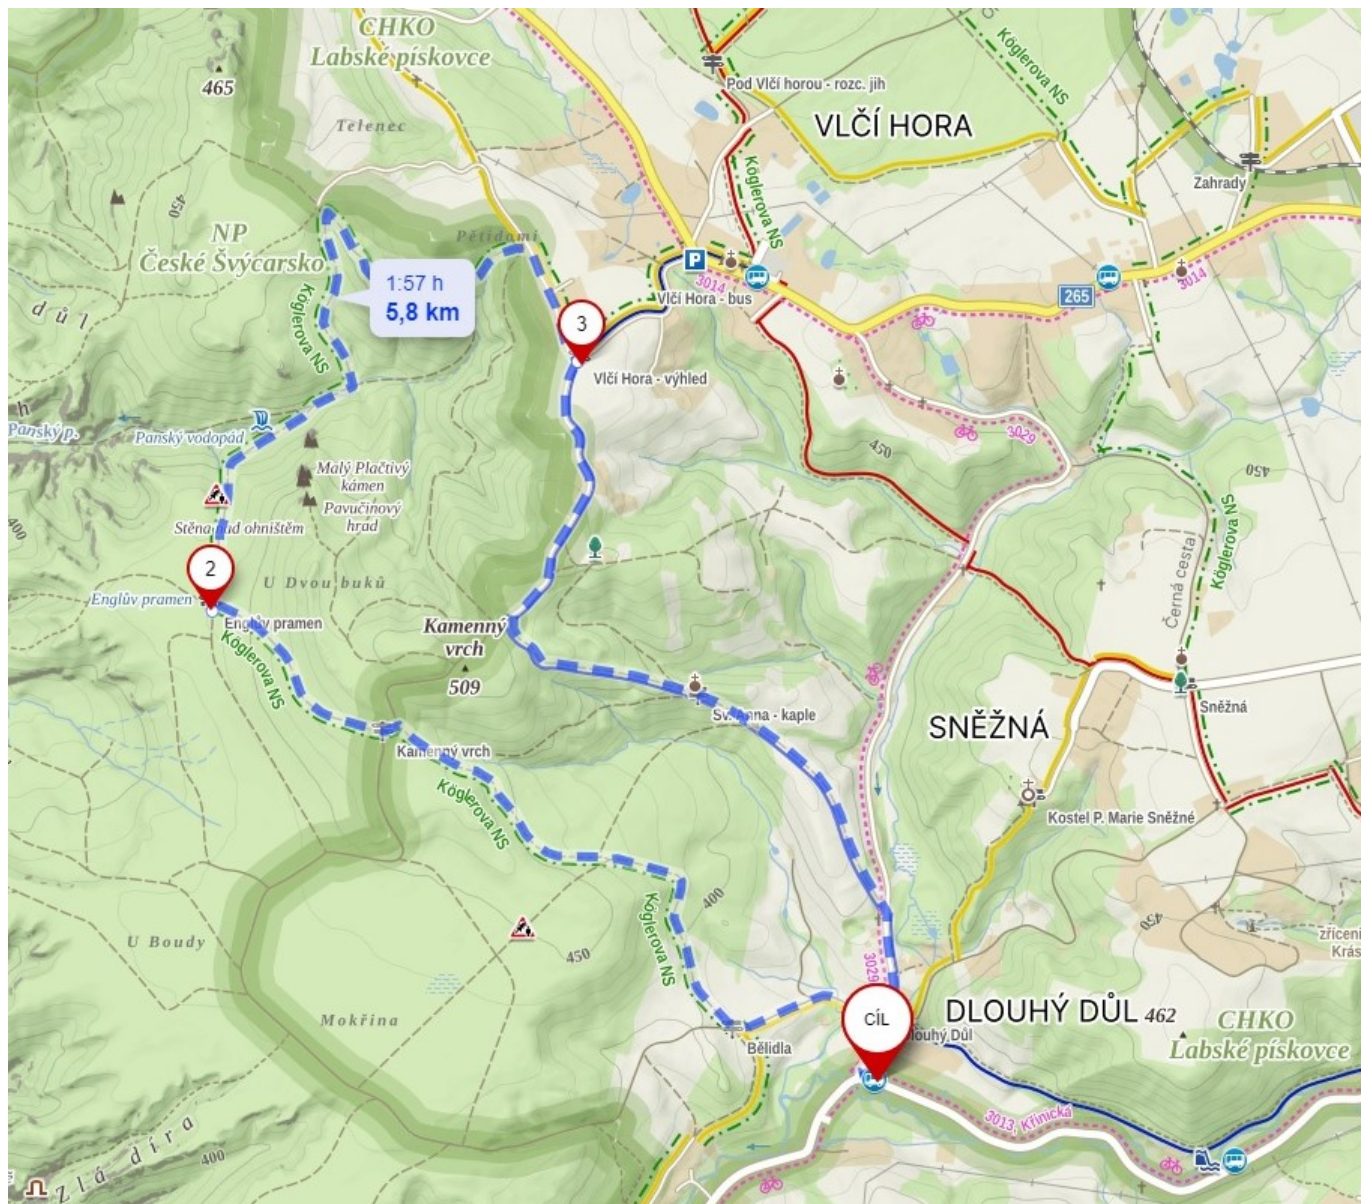 CHKO
Labské pískovce
465
Telenec
Pod Vlčí horou - rozc. jih
VLČÍ HORA
Köglerova NS
Zahrady
450
NP
České Švýcarsko
Pětidomí
Köglerova NS
3014
Vlčí Hora - bus
265
3014
důl
1:57 h
5,8 km
Köglerova NS
3
Vlčí Hora - výhled
Panský p.
Panský vodopád
Malý Plačtivý
kámen
Pavučinový
hrad
3029
450
450
Köglerova NS
400
Stěna nad ohništěm
2
U Dvou buků
Englův pramen
Englův pramen
Köglerova NS
Černá cesta
Kamenný
vrch
509
Sv. Anna - kaple
SNĚŽNÁ
Sněžná
Kamenný vrch
Köglerova NS
Kostel P. Marie Sněžné
400
Köglerova NS
U Boudy
450
450
zříceni
Krás
3029
Mokřina
CÍL
Dlouhý Důl
DLOUHÝ DŮL
462
CHKO
Labské pískovce
Bělidla
3013, Křinická
Zlá díra
400